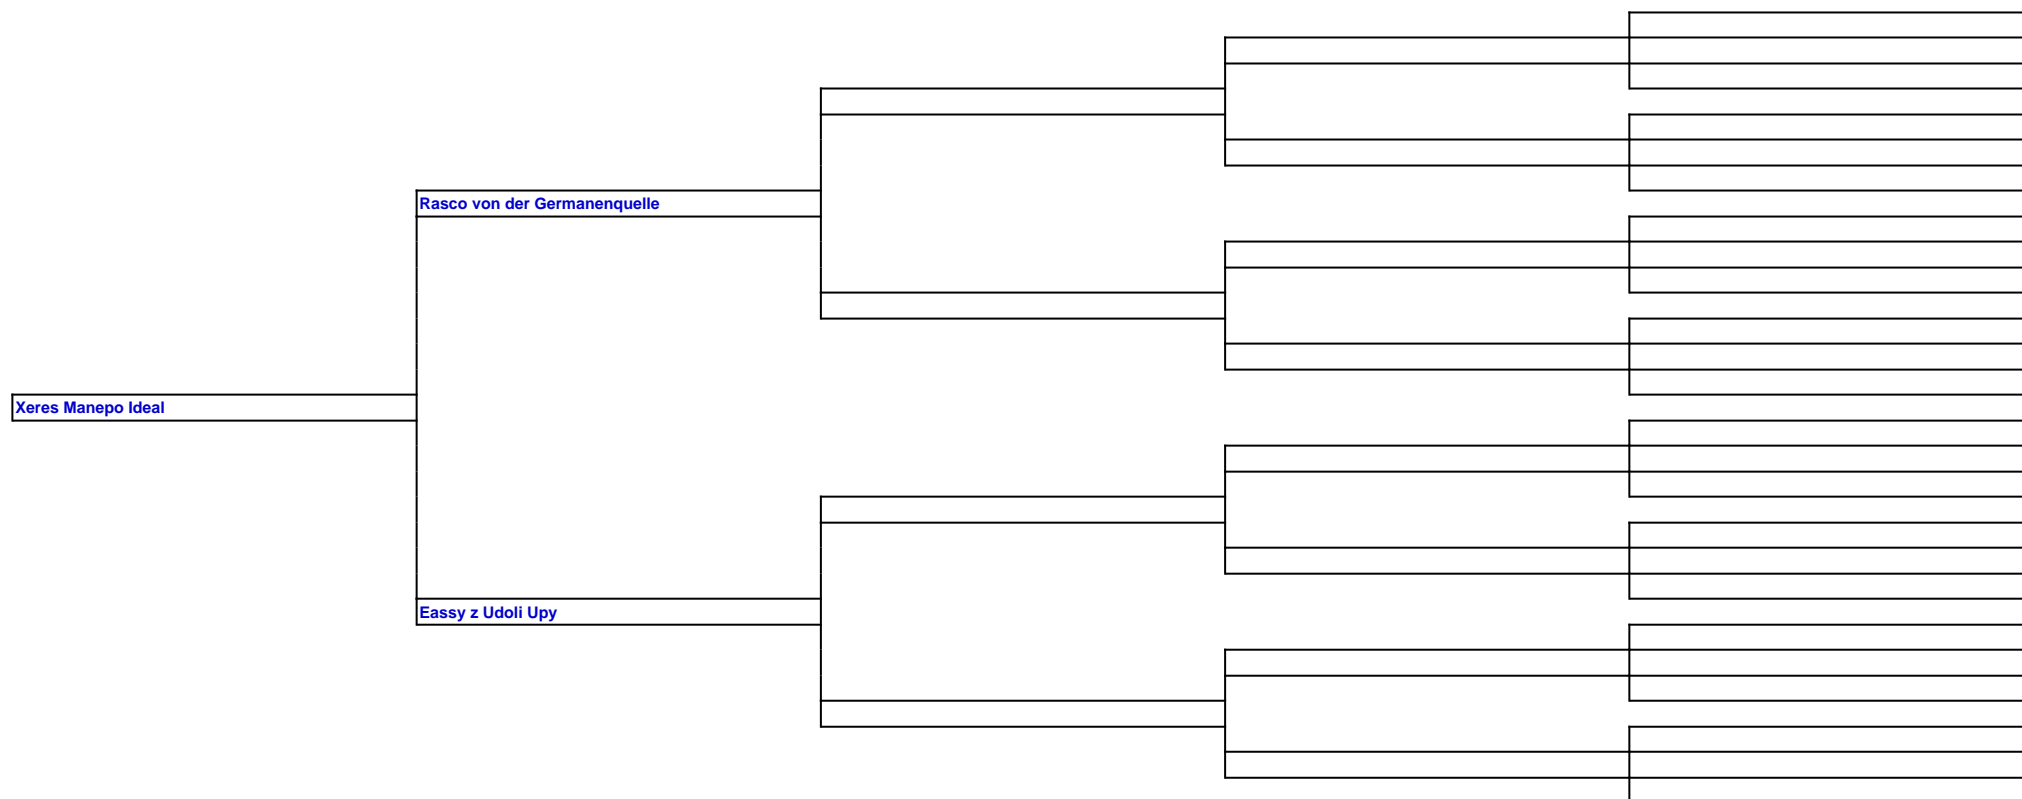 Rasco von der Germanenquelle
Xeres Manepo Ideal
Eassy z Udoli Upy